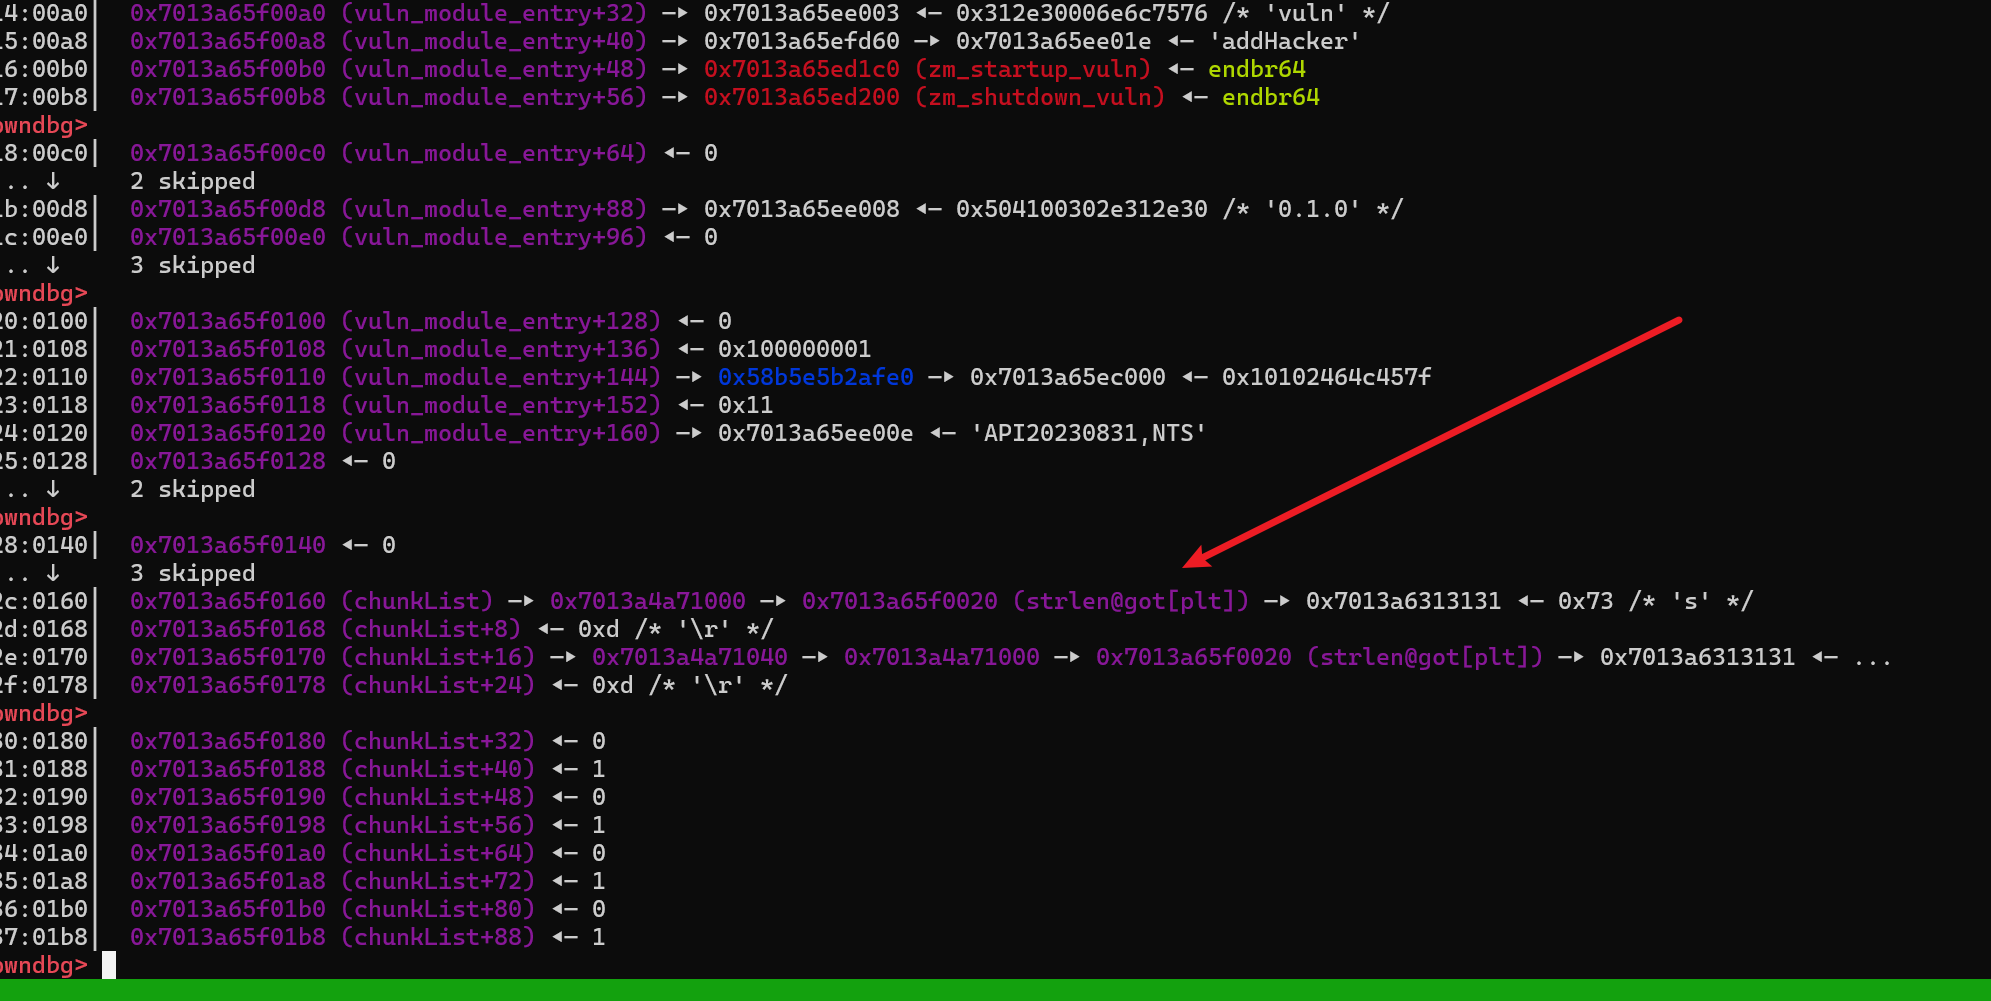 4:00a0│ 0x7013a65f00a0 (vuln_module_entry+32) —▸ 0x7013a65ee003 ◂— 0x312e30006e6c7576 /* 'vuln' */
5:00a8│ 0x7013a65f00a8 (vuln_module_entry+40) —▸ 0x7013a65efd60 —▸ 0x7013a65ee01e ◂— 'addHacker'
6:00b0│ 0x7013a65f00b0 (vuln_module_entry+48) —▸ 0x7013a65ed1c0 (zm_startup_vuln) ◂— endbr64
7:00b8│ 0x7013a65f00b8 (vuln_module_entry+56) —▸ 0x7013a65ed200 (zm_shutdown_vuln) ◂— endbr64
pwndbg>
8:00c0│ 0x7013a65f00c0 (vuln_module_entry+64) ◂— 0
.. ↓ 2 skipped
b:00d8│ 0x7013a65f00d8 (vuln_module_entry+88) —▸ 0x7013a65ee008 ◂— 0x504100302e312e30 /* '0.1.0' */
c:00e0│ 0x7013a65f00e0 (vuln_module_entry+96) ◂— 0
.. ↓ 3 skipped
pwndbg>
20:0100│ 0x7013a65f0100 (vuln_module_entry+128) ◂— 0
21:0108│ 0x7013a65f0108 (vuln_module_entry+136) ◂— 0x100000001
22:0110│ 0x7013a65f0110 (vuln_module_entry+144) —▸ 0x58b5e5b2afe0 —▸ 0x7013a65ec000 ◂— 0x10102464c457f
23:0118│ 0x7013a65f0118 (vuln_module_entry+152) ◂— 0x11
24:0120│ 0x7013a65f0120 (vuln_module_entry+160) —▸ 0x7013a65ee00e ◂— 'API20230831,NTS'
25:0128│ 0x7013a65f0128 ◂— 0
.. ↓ 2 skipped
pwndbg>
28:0140│ 0x7013a65f0140 ◂— 0
.. ↓ 3 skipped
2c:0160│ 0x7013a65f0160 (chunkList) —▸ 0x7013a4a71000 —▸ 0x7013a65f0020 (strlen@got[plt]) —▸ 0x7013a6313131 ◂— 0x73 /* 's' */
2d:0168│ 0x7013a65f0168 (chunkList+8) ◂— 0xd /* '\r' */
2e:0170│ 0x7013a65f0170 (chunkList+16) —▸ 0x7013a4a71040 —▸ 0x7013a4a71000 —▸ 0x7013a65f0020 (strlen@got[plt]) —▸ 0x7013a6313131 ◂— ...
2f:0178│ 0x7013a65f0178 (chunkList+24) ◂— 0xd /* '\r' */
pwndbg>
30:0180│ 0x7013a65f0180 (chunkList+32) ◂— 0
31:0188│ 0x7013a65f0188 (chunkList+40) ◂— 1
32:0190│ 0x7013a65f0190 (chunkList+48) ◂— 0
33:0198│ 0x7013a65f0198 (chunkList+56) ◂— 1
34:01a0│ 0x7013a65f01a0 (chunkList+64) ◂— 0
35:01a8│ 0x7013a65f01a8 (chunkList+72) ◂— 1
36:01b0│ 0x7013a65f01b0 (chunkList+80) ◂— 0
37:01b8│ 0x7013a65f01b8 (chunkList+88) ◂— 1
pwndbg>